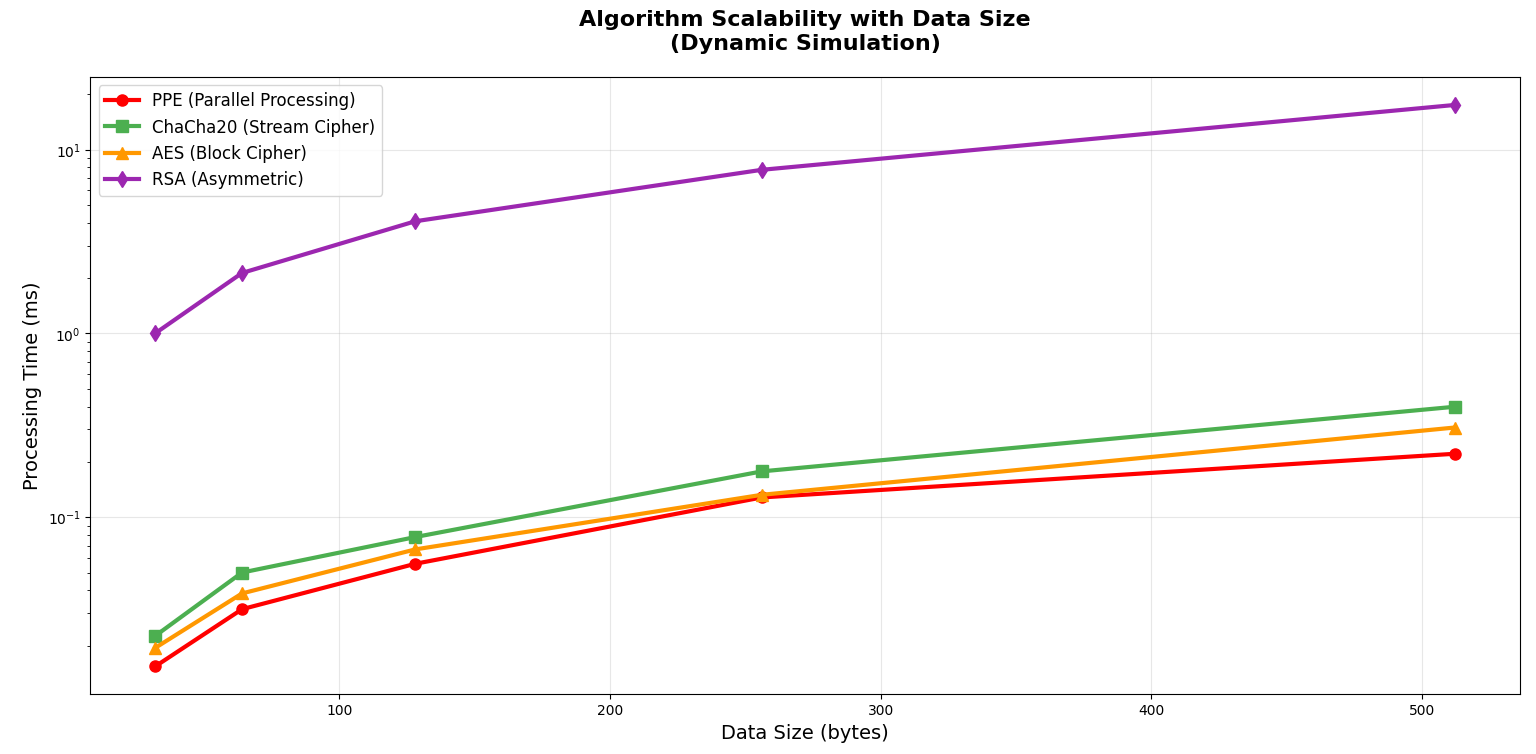 Algorithm Scalability with Data Size
(Dynamic Simulation)
PPE (Parallel Processing)
ChaCha20 (Stream Cipher)
AES (Block Cipher)
RSA (Asymmetric)
Processing Time (ms)
10¹
10⁰
10⁻¹
100 200 300 400 500
Data Size (bytes)